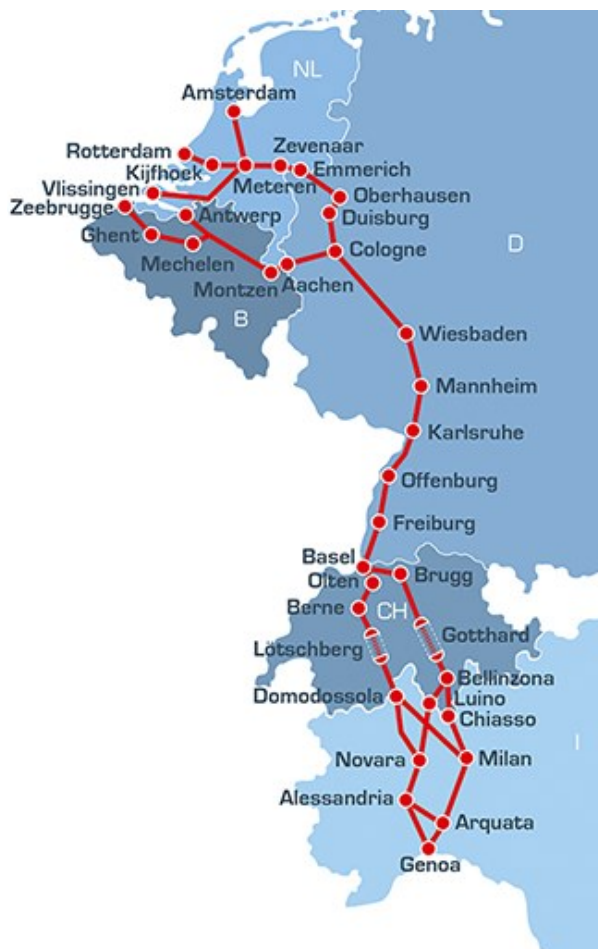 NL
Amsterdam
Rotterdam
Zevenaar
Kijfhoek
Emmerich
Vlissingen
Meteren
Oberhausen
Zeebrugge
Antwerp
Duisburg
Ghent
Cologne
D
Mechelen
Aachen
Montzen
B
Wiesbaden
Mannheim
Karlsruhe
Offenburg
Freiburg
Basel
Olten
Brugg
Berne
CH
Gotthard
Lötschberg
Bellinzona
Domodossola
Luino
Chiasso
I
Novara
Milan
Alessandria
Arquata
Genoa